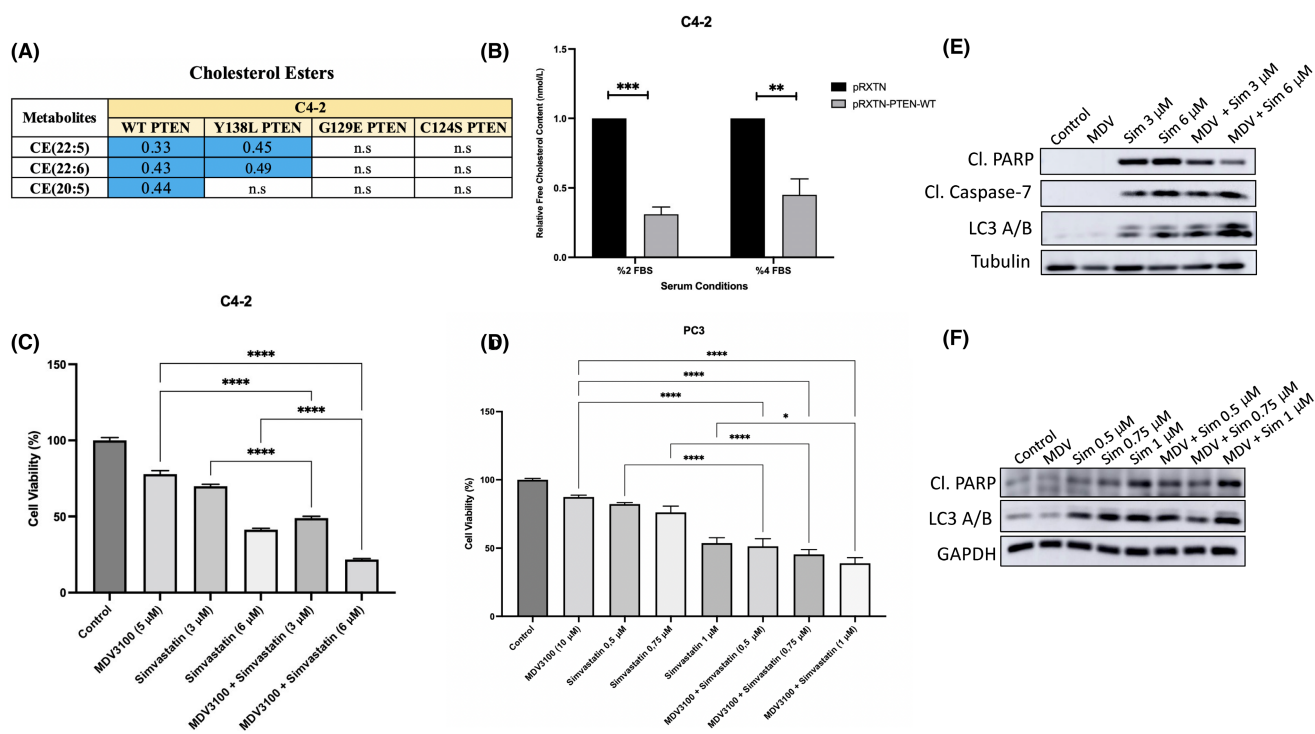 (A)
Cholesterol Esters
Metabolites
C4-2
WT PTEN Y138L PTEN G129E PTEN C124S PTEN
CE(22:5) 0.33 0.45 n.s n.s
CE(22:6) 0.43 0.49 n.s n.s
CE(20:5) 0.44 n.s n.s n.s
(B)
C4-2
Relative Free Cholesterol Content (nmol/L)
1.5
1.0
0.5
0.0
***
**
pRXTN
pRXTN-PTEN-WT
%2 FBS %4 FBS
Serum Conditions
(C)
C4-2
Cell Viability (%)
150
100
50
0
****
****
****
****
Control
MDV3100 (5 µM)
Simvastatin (3 µM)
Simvastatin (6 µM)
MDV3100 + Simvastatin (3 µM)
MDV3100 + Simvastatin (6 µM)
(D)
PC3
Cell Viability (%)
150
100
50
0
****
****
****
*
****
****
Control
MDV3100 (10 µM)
Simvastatin 0.5 µM
Simvastatin 0,75 µM
Simvastatin 1 µM
MDV3100 + Simvastatin (0.5 µM)
MDV3100 + Simvastatin (0.75 µM)
MDV3100 + Simvastatin (1 µM)
(E)
Control
MDV
Sim 3 µM
Sim 6 µM
MDV + Sim 3 µM
MDV + Sim 6 µM
Cl. PARP
Cl. Caspase-7
LC3 A/B
Tubulin
(F)
Control
MDV
Sim 0.5 µM
Sim 0.75 µM
Sim 1 µM
MDV + Sim 0.5 µM
MDV + Sim 0.75 µM
MDV + Sim 1 µM
Cl. PARP
LC3 A/B
GAPDH